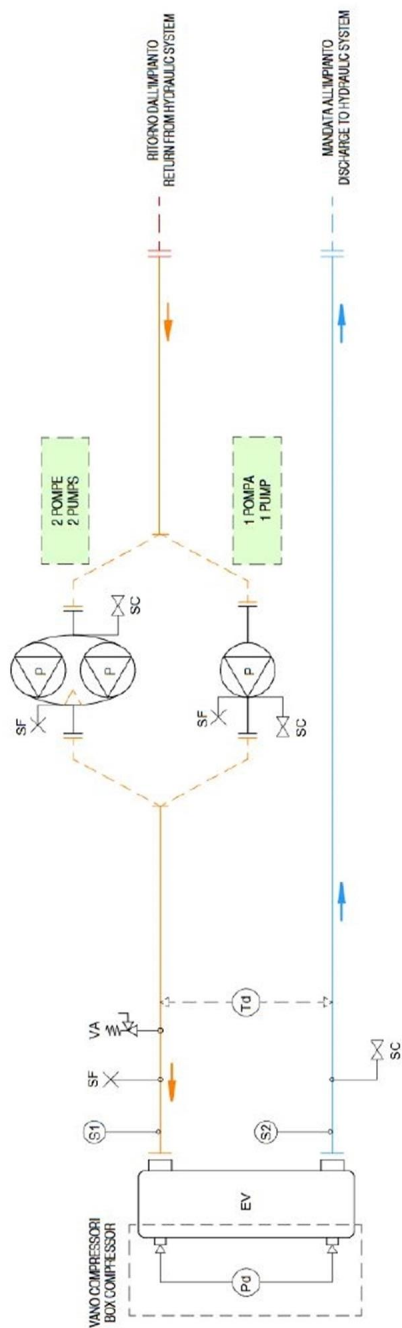 RITORNO DALL'IMPIANTO
RETURN FROM HYDRAULIC SYSTEM
MANDATA ALL'IMPIANTO
DISCHARGE TO HYDRAULIC SYSTEM
2 POMPE
2 PUMPS
1 POMPA
1 PUMP
SC
P
P
SF
P
SF
SC
VA
SF
S1
Td
SC
S2
VANO COMPRESSORI
BOX COMPRESSOR
EV
Pd